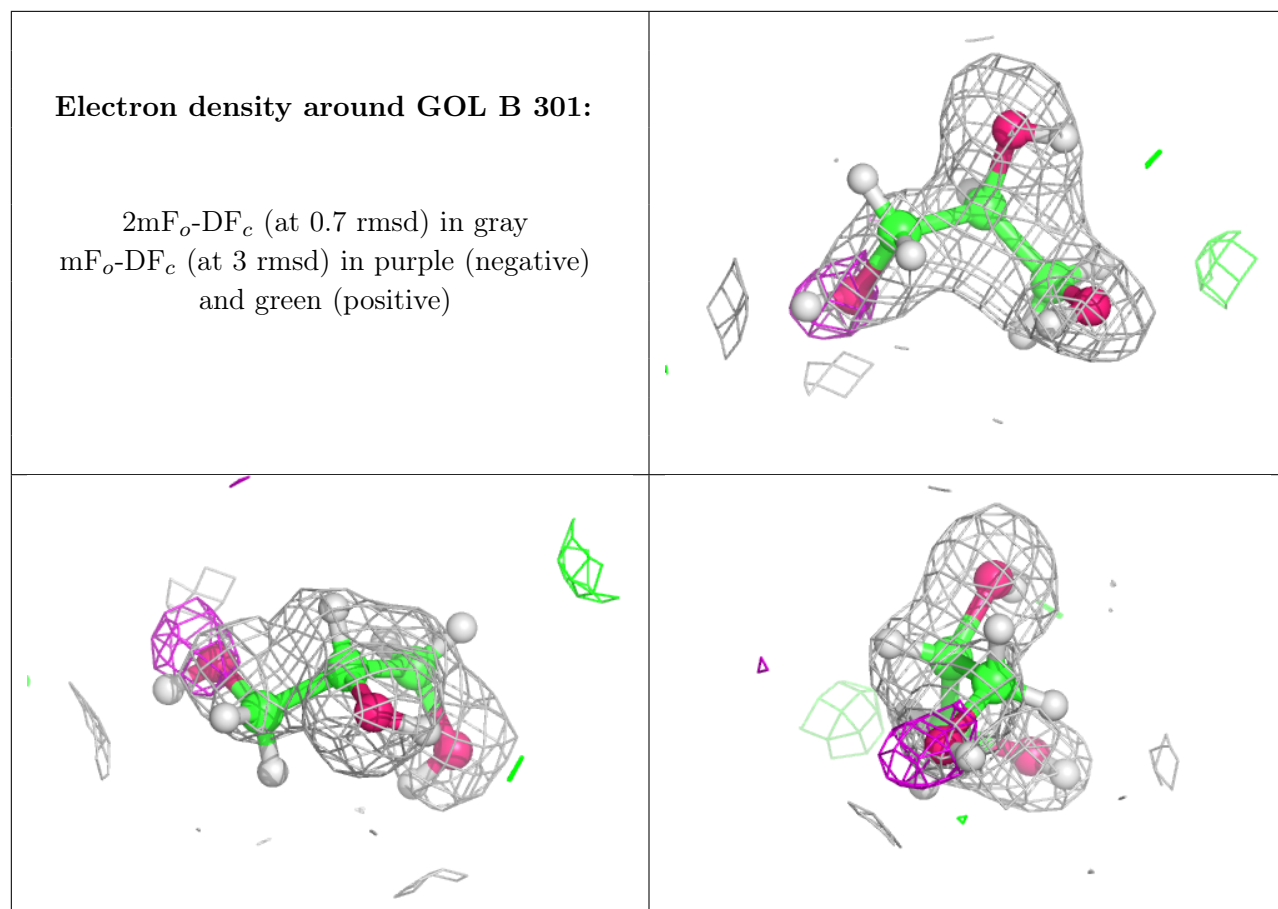 Electron density around GOL B 301:
2mFo-DFc (at 0.7 rmsd) in gray
mFo-DFc (at 3 rmsd) in purple (negative)
and green (positive)